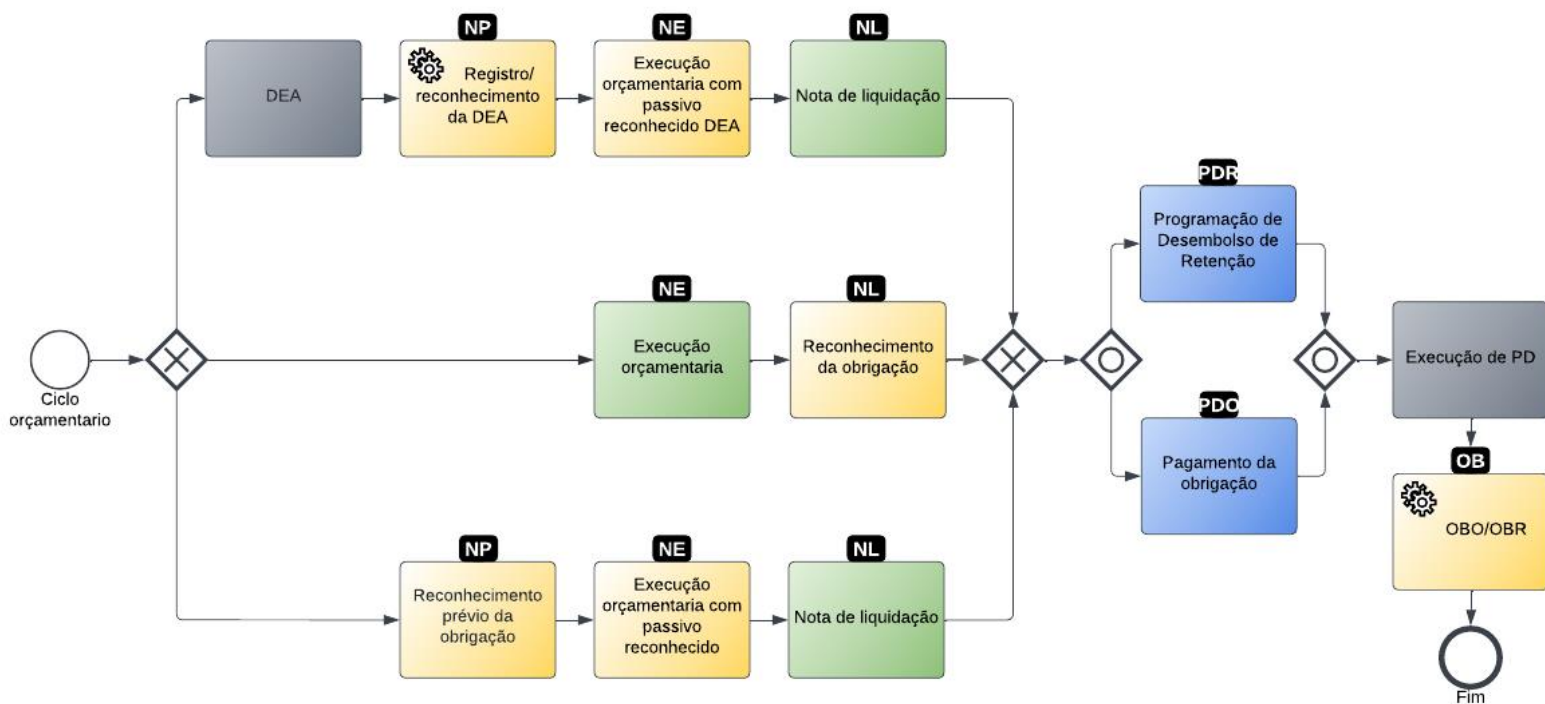 NP
NE
NL
DEA
Registro/
reconhecimento
da DEA
Execução
orçamentaria com
passivo
reconhecido DEA
Nota de liquidação
PDR
Programação de
Desembolso de
Retenção
NE
NL
Ciclo
orçamentario
Execução
orçamentaria
Reconhecimento
da obrigação
Execução de PD
PDO
Pagamento da
obrigação
OB
OBO/OBR
NP
NE
NL
Reconhecimento
prévio da
obrigação
Execução
orçamentaria com
passivo
reconhecido
Nota de liquidação
Fim